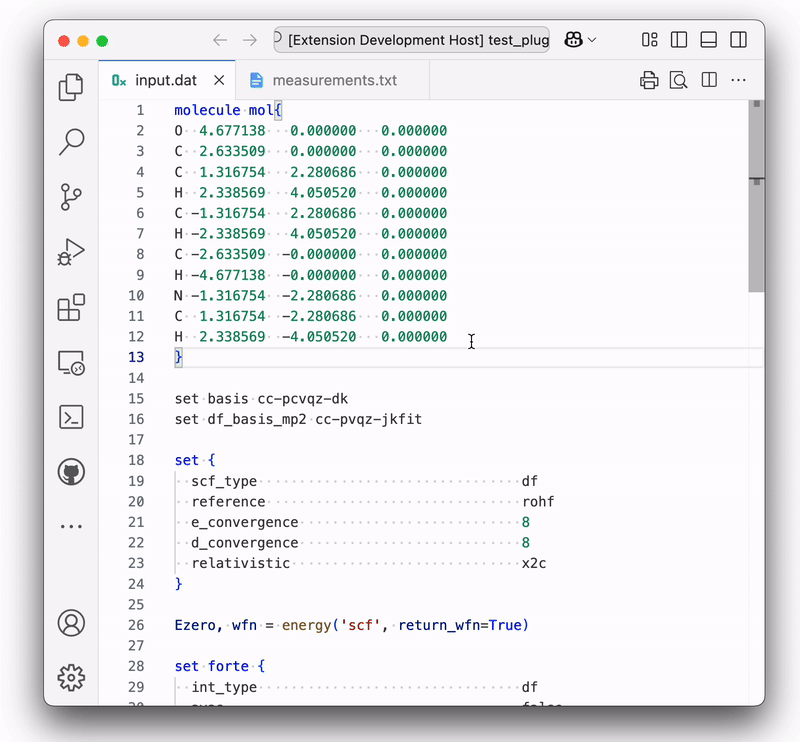 [Extension Development Host] test_plug
input.dat
measurements.txt
1 molecule mol{
2 O 4.677138 0.000000 0.000000
3 C 2.633509 0.000000 0.000000
4 C 1.316754 2.280686 0.000000
5 H 2.338569 4.050520 0.000000
6 C -1.316754 2.280686 0.000000
7 H -2.338569 4.050520 0.000000
8 C -2.633509 -0.000000 0.000000
9 H -4.677138 -0.000000 0.000000
10 N -1.316754 -2.280686 0.000000
11 C 1.316754 -2.280686 0.000000
12 H 2.338569 -4.050520 0.000000
13 }
14
15 set basis cc-pcvqz-dk
16 set df_basis_mp2 cc-pvqz-jkfit
17
18 set {
19 scf_type df
20 reference rohf
21 e_convergence 8
22 d_convergence 8
23 relativistic x2c
24 }
25
26 Ezero, wfn = energy('scf', return_wfn=True)
27
28 set forte {
29 int_type df